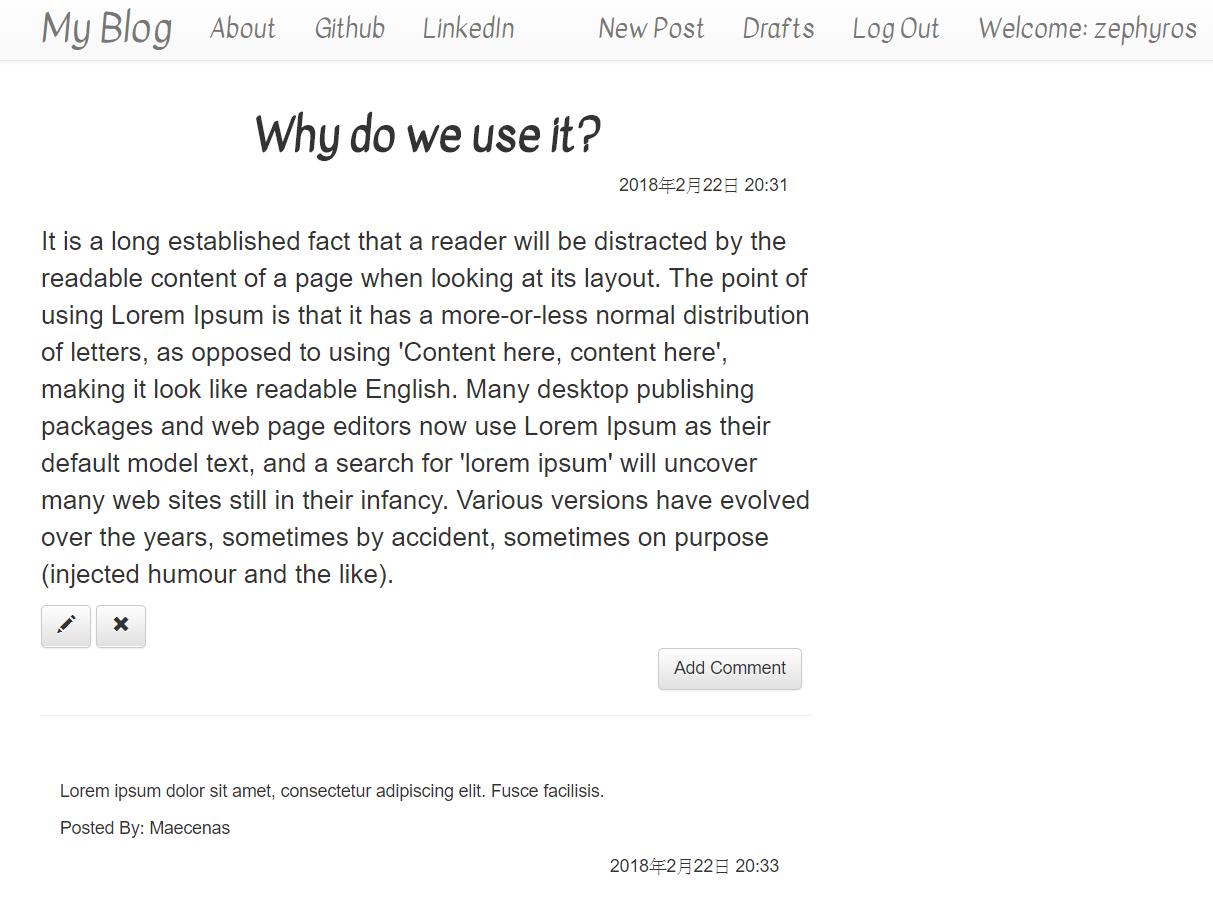 My Blog About Github LinkedIn New Post Drafts Log Out Welcome: zephyros
Why do we use it?
2018年2月22日 20:31
It is a long established fact that a reader will be distracted by the
readable content of a page when looking at its layout. The point of
using Lorem Ipsum is that it has a more-or-less normal distribution
of letters, as opposed to using 'Content here, content here',
making it look like readable English. Many desktop publishing
packages and web page editors now use Lorem Ipsum as their
default model text, and a search for 'lorem ipsum' will uncover
many web sites still in their infancy. Various versions have evolved
over the years, sometimes by accident, sometimes on purpose
(injected humour and the like).
Add Comment
Lorem ipsum dolor sit amet, consectetur adipiscing elit. Fusce facilisis.
Posted By: Maecenas
2018年2月22日 20:33